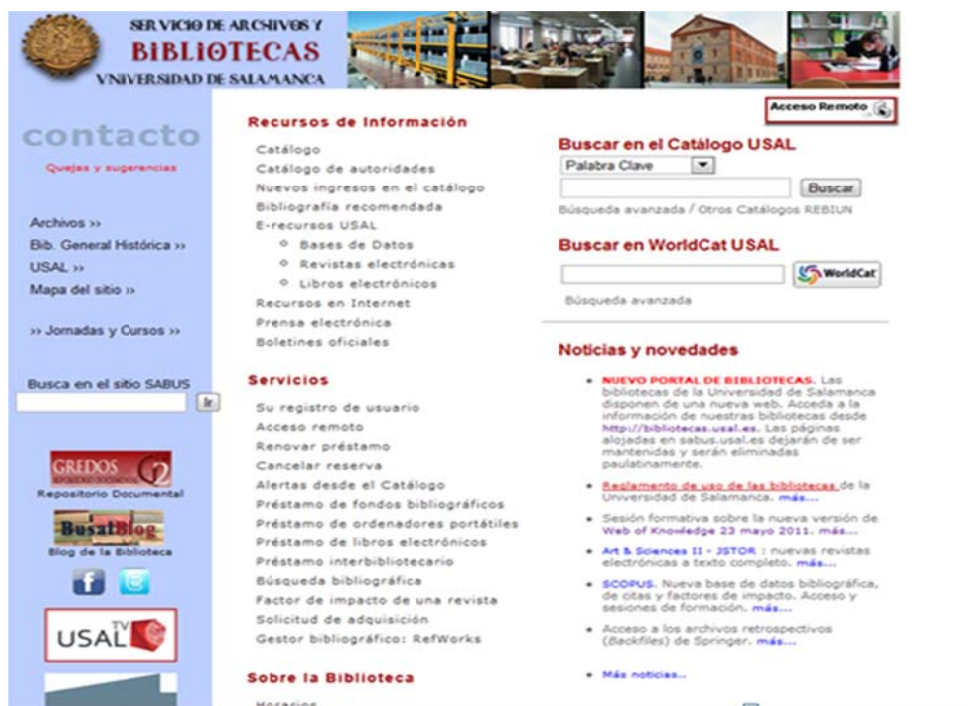 SERVICIO DE ARCHIVOS Y
BIBLIOTECAS
VNIVERSIDAD DE SALAMANCA
contacto
Quejas y sugerencias
Archivos »
Bib. General Histórica »
USAL »
Mapa del sitio »
» Jornadas y Cursos »
Busca en el sitio SABUS
Ir
GREDOS
REPOSITORIO DOCUMENTAL
Repositorio Documental
BusalBlog
Blog de la Biblioteca
USAL TV
Recursos de Información
Catálogo
Catálogo de autoridades
Nuevos ingresos en el catálogo
Bibliografía recomendada
E-recursos USAL
Bases de Datos
Revistas electrónicas
Libros electrónicos
Recursos en Internet
Prensa electrónica
Boletines oficiales
Servicios
Su registro de usuario
Acceso remoto
Renovar préstamo
Cancelar reserva
Alertas desde el Catálogo
Préstamo de fondos bibliográficos
Préstamo de ordenadores portátiles
Préstamo de libros electrónicos
Préstamo interbibliotecario
Búsqueda bibliográfica
Factor de impacto de una revista
Solicitud de adquisición
Gestor bibliográfico: RefWorks
Sobre la Biblioteca
Horarios
Acceso Remoto
Buscar en el Catálogo USAL
Palabra Clave
Buscar
Búsqueda avanzada / Otros Catálogos REBIUN
Buscar en WorldCat USAL
WorldCat
Búsqueda avanzada
Noticias y novedades
NUEVO PORTAL DE BIBLIOTECAS. Las
bibliotecas de la Universidad de Salamanca
disponen de una nueva web. Acceda a la
información de nuestras bibliotecas desde
http://bibliotecas.usal.es. Las páginas
alojadas en sabus.usal.es dejarán de ser
mantenidas y serán eliminadas
paulatinamente.
Reglamento de uso de las bibliotecas de la
Universidad de Salamanca. más...
Sesión formativa sobre la nueva versión de
Web of Knowledge 23 mayo 2011. más...
Art & Sciences II - JSTOR : nuevas revistas
electrónicas a texto completo. más...
SCOPUS. Nueva base de datos bibliográfica,
de citas y factores de impacto. Acceso y
sesiones de formación. más...
Acceso a los archivos retrospectivos
(Backfiles) de Springer. más...
Más noticias..